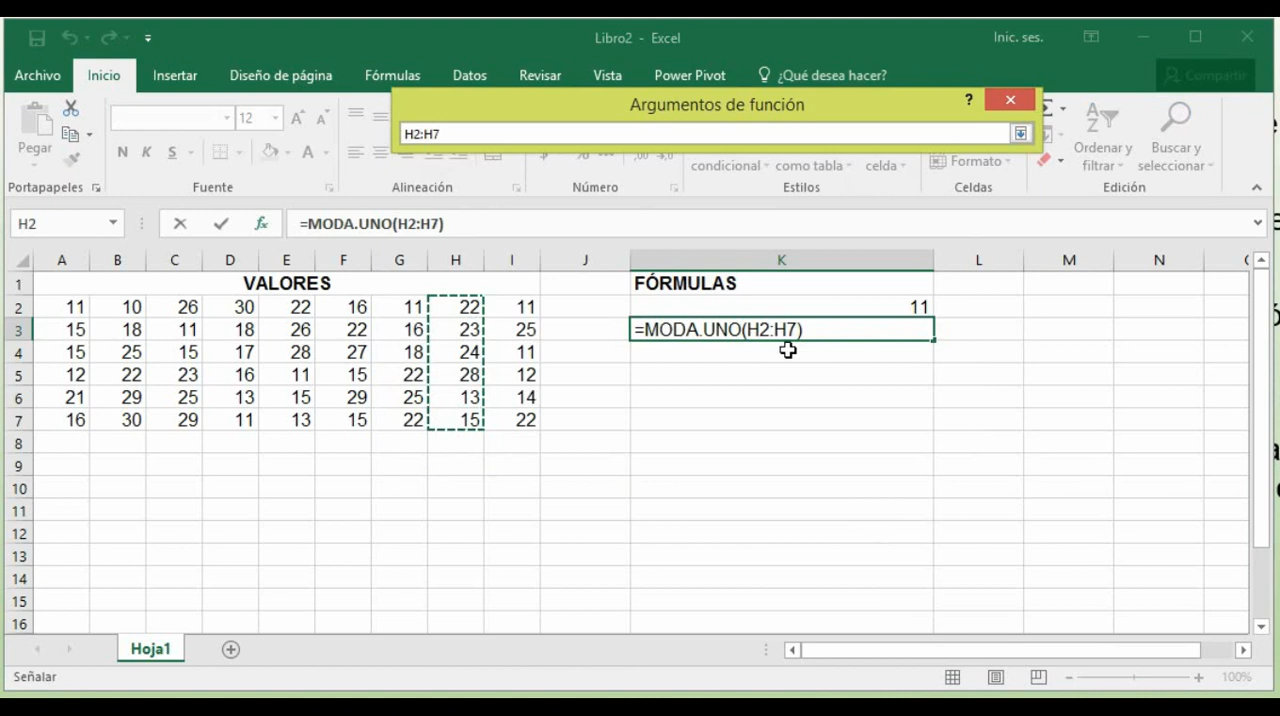 Libro2 - Excel
Inic. ses.
Archivo Inicio Insertar Diseño de página Fórmulas Datos Revisar Vista Power Pivot ¿Qué desea hacer? Compartir
Argumentos de función ?
H2:H7
Pegar
12
N K S
A A A
condicional como tabla celda
Formato
Ordenar y filtrar
Buscar y seleccionar
Portapapeles Fuente Alineación Número Estilos Celdas Edición
H2 fx =MODA.UNO(H2:H7)
A B C D E F G H I J K L M N
1 VALORES FÓRMULAS
2 11 10 26 30 22 16 11 22 11 11
3 15 18 11 18 26 22 16 23 25 =MODA.UNO(H2:H7)
4 15 25 15 17 28 27 18 24 11
5 12 22 23 16 11 15 22 28 12
6 21 29 25 13 15 29 25 13 14
7 16 30 29 11 13 15 22 15 22
8
9
10
11
12
13
14
15
16
Hoja1
Señalar 100%